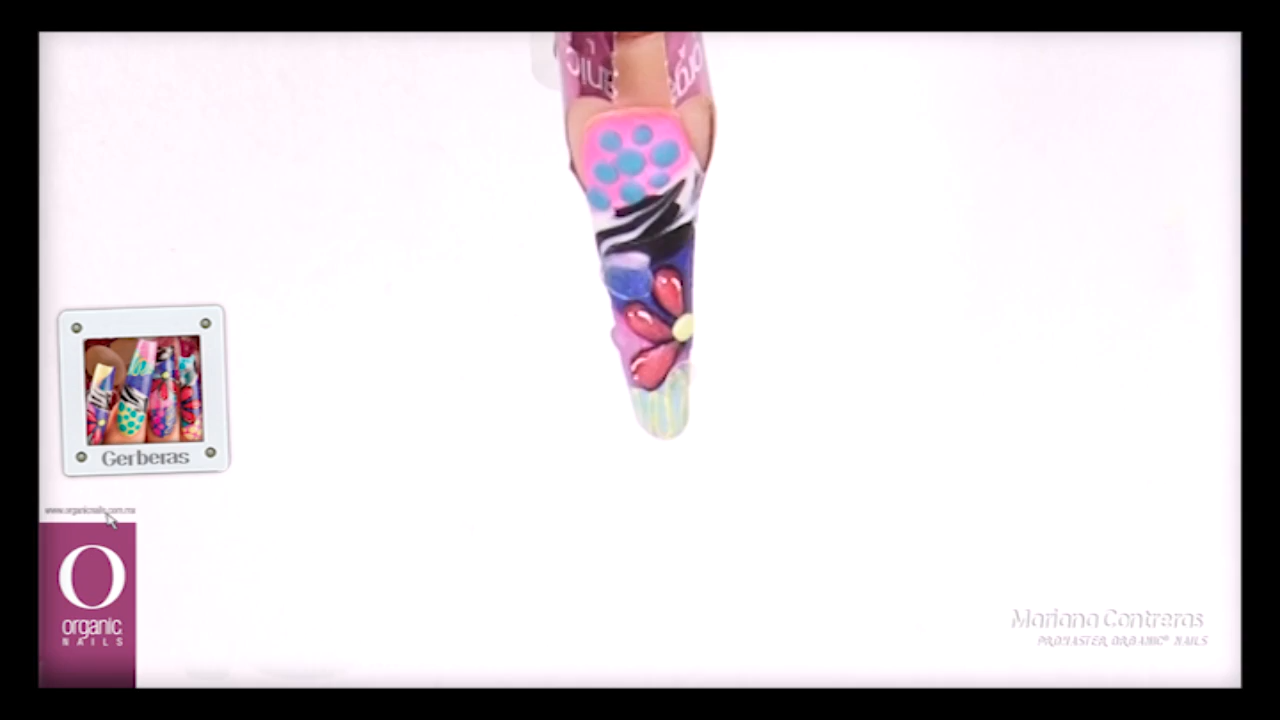 Gerberas
www.organicnails.com.mx
O
organic
NAILS
Mariana Contreras
PROMASTER ORGANIC® NAILS